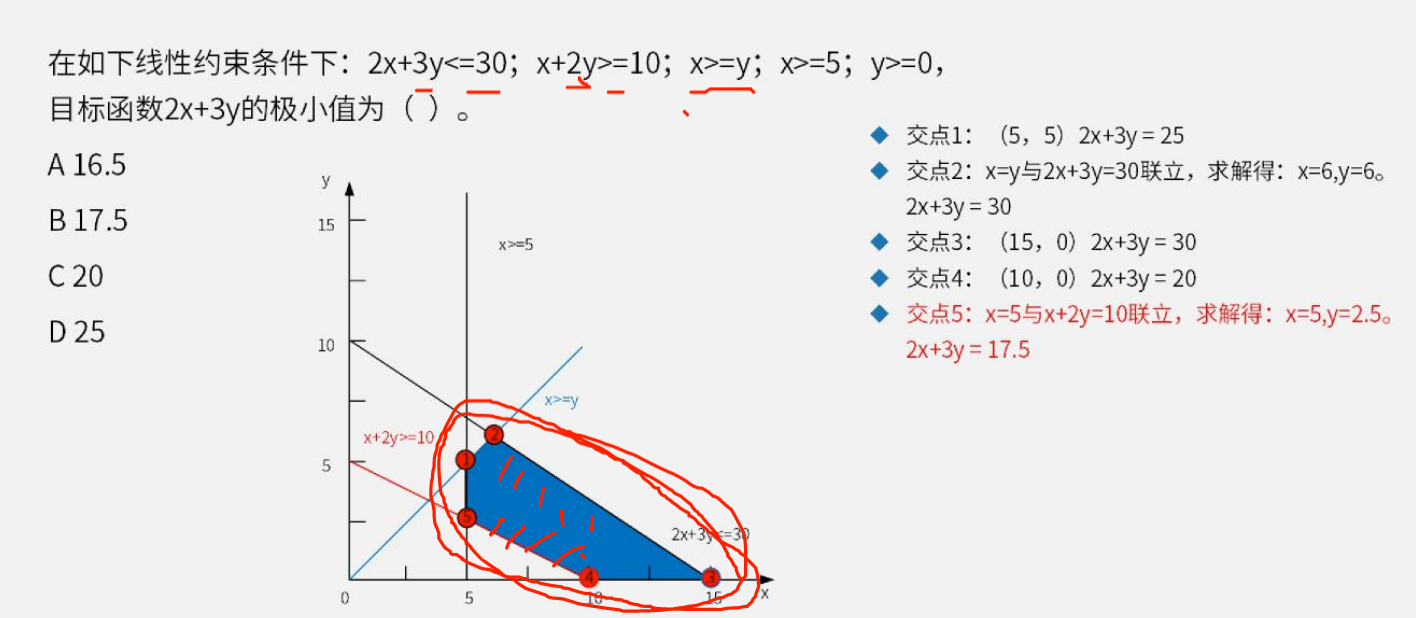 在如下线性约束条件下：2x+3y<=30；x+2y>=10；x>=y；x>=5；y>=0，
目标函数2x+3y的极小值为（ ）。
A 16.5
B 17.5
C 20
D 25
交点1：（5，5）2x+3y = 25
交点2：x=y与2x+3y=30联立，求解得：x=6,y=6。
2x+3y = 30
交点3：（15，0）2x+3y = 30
交点4：（10，0）2x+3y = 20
交点5：x=5与x+2y=10联立，求解得：x=5,y=2.5。
2x+3y = 17.5
y
15
x>=5
10
x>=y
x+2y>=10
2
1
5
5
2x+3y<=30
4
3
0
5
10
15
x